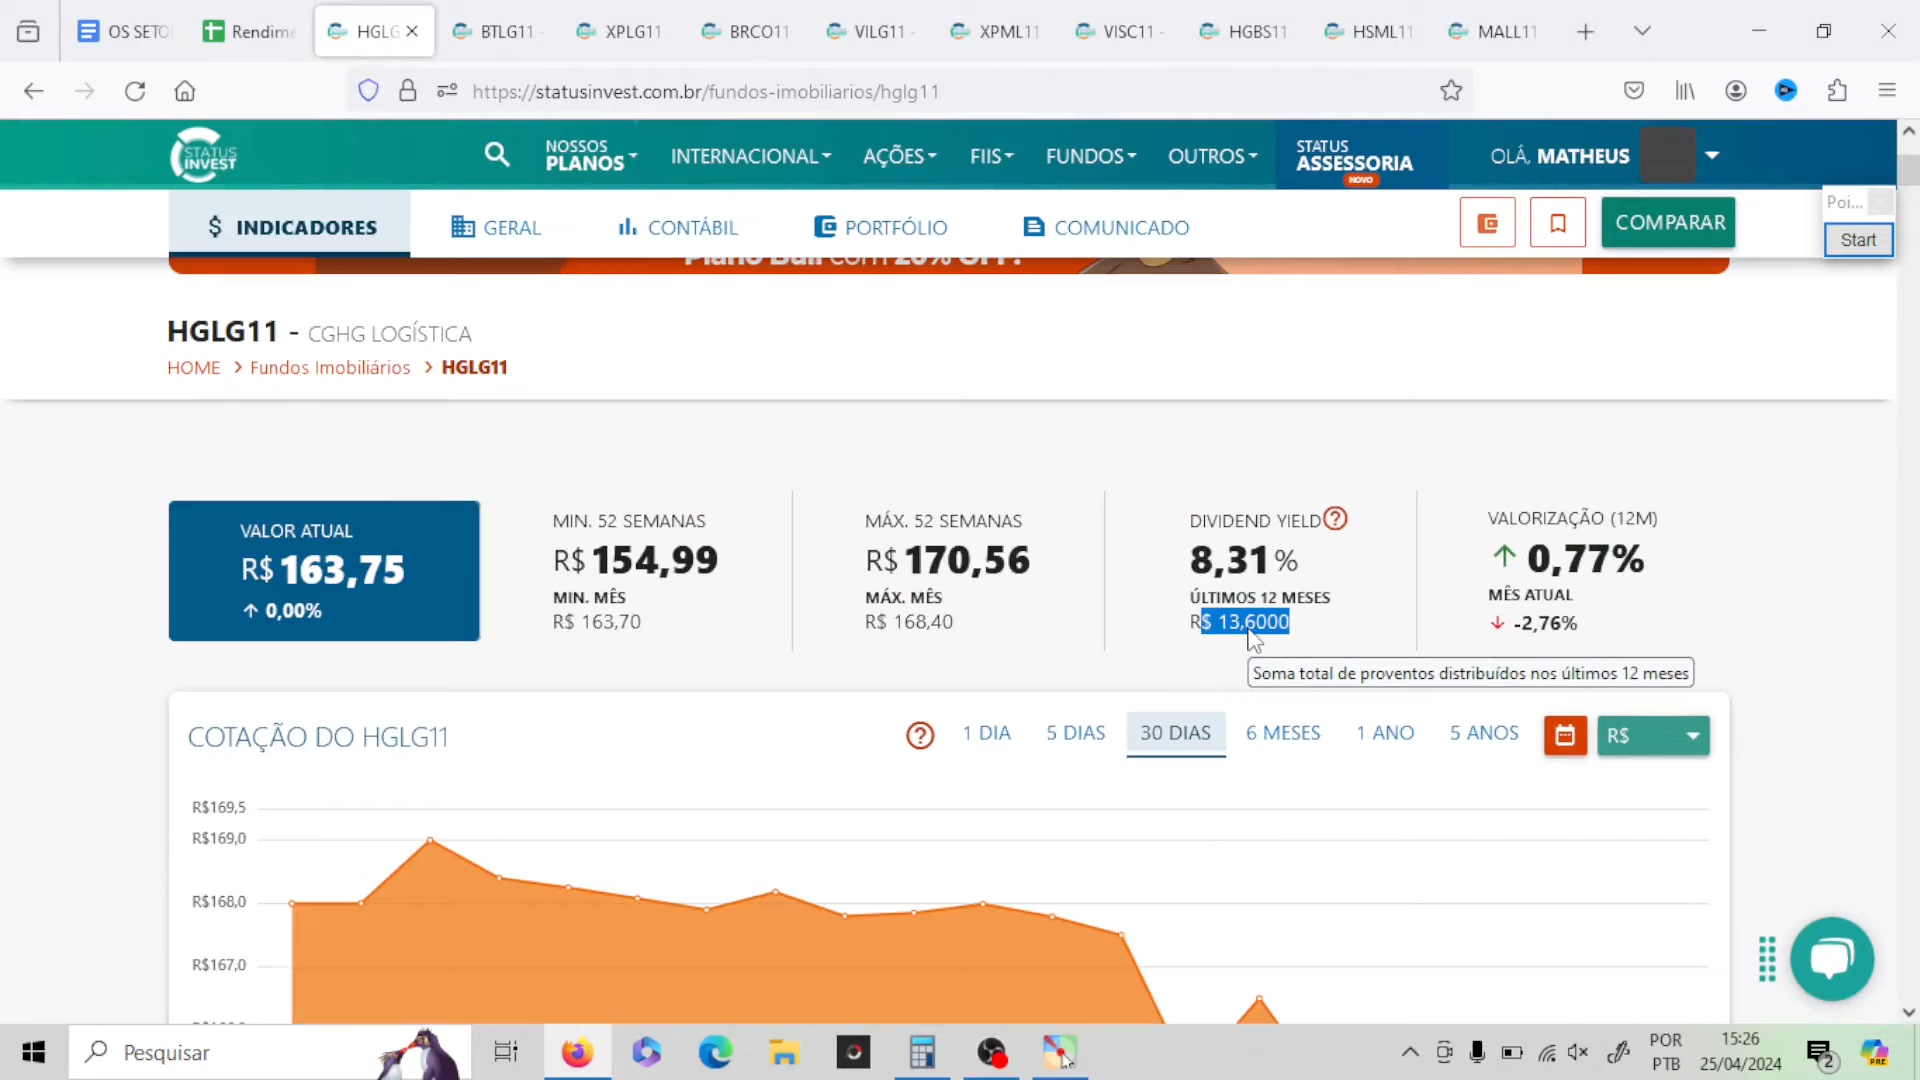 OS SETO
Rendime
HGLG
BTLG11 -
XPLG11
BRCO11
VILG11 -
XPML11
VISC11 -
HGBS11
HSML11
MALL11
https://statusinvest.com.br/fundos-imobiliarios/hglg11
STATUS
INVEST
NOSSOS
PLANOS
INTERNACIONAL
AÇÕES
FIIS
FUNDOS
OUTROS
STATUS
ASSESSORIA
NOVO
OLÁ, MATHEUS
$ INDICADORES
GERAL
CONTÁBIL
PORTFÓLIO
COMUNICADO
COMPARAR
Poi...
Start
HGLG11 - CGHG LOGÍSTICA
HOME > Fundos Imobiliários > HGLG11
VALOR ATUAL
R$ 163,75
↑ 0,00%
MIN. 52 SEMANAS
R$ 154,99
MIN. MÊS
R$ 163,70
MÁX. 52 SEMANAS
R$ 170,56
MÁX. MÊS
R$ 168,40
DIVIDEND YIELD ?
8,31 %
ÚLTIMOS 12 MESES
R$ 13,6000
VALORIZAÇÃO (12M)
↑ 0,77%
MÊS ATUAL
↓ -2,76%
Soma total de proventos distribuídos nos últimos 12 meses
COTAÇÃO DO HGLG11
?
1 DIA
5 DIAS
30 DIAS
6 MESES
1 ANO
5 ANOS
R$
R$169,5
R$169,0
R$168,0
R$167,0
Pesquisar
POR
PTB
15:26
25/04/2024
2
PRE